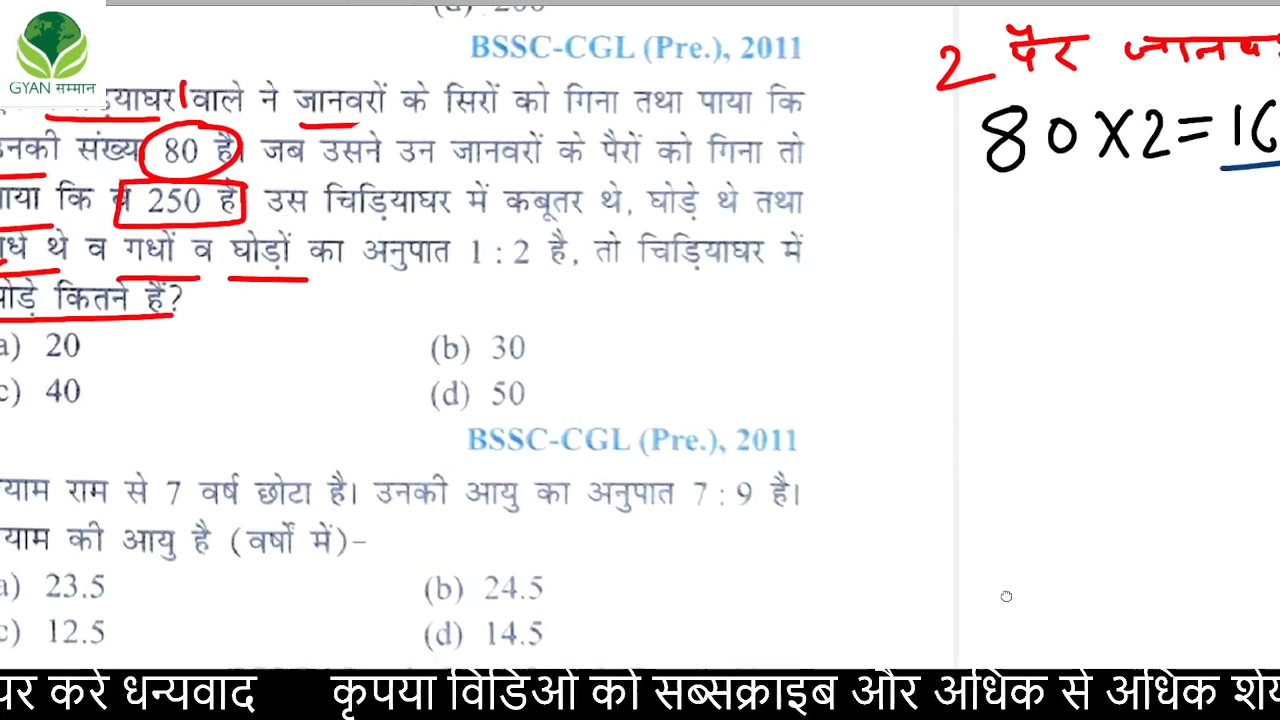 (d) 200
BSSC-CGL (Pre.), 2011
GYAN सम्मान
वाले ने जानवरों के सिरों को गिना तथा पाया कि
संख्या 80 है। जब उसने उन जानवरों के पैरों को गिना तो
कि वे 250 है। उस चिड़ियाघर में कबूतर थे, घोड़े थे तथा
थे व गधों व घोड़ों का अनुपात 1 : 2 है, तो चिड़ियाघर में
कितने हैं?
20
(b) 30
40
(d) 50
BSSC-CGL (Pre.), 2011
राम से 7 वर्ष छोटा है। उनकी आयु का अनुपात 7 : 9 है।
की आयु है (वर्षों में)–
23.5
(b) 24.5
12.5
(d) 14.5
2 पैर
80×2=16
पर करे धन्यवाद कृपया विडिओ को सब्सक्राइब और अधिक से अधिक शेय